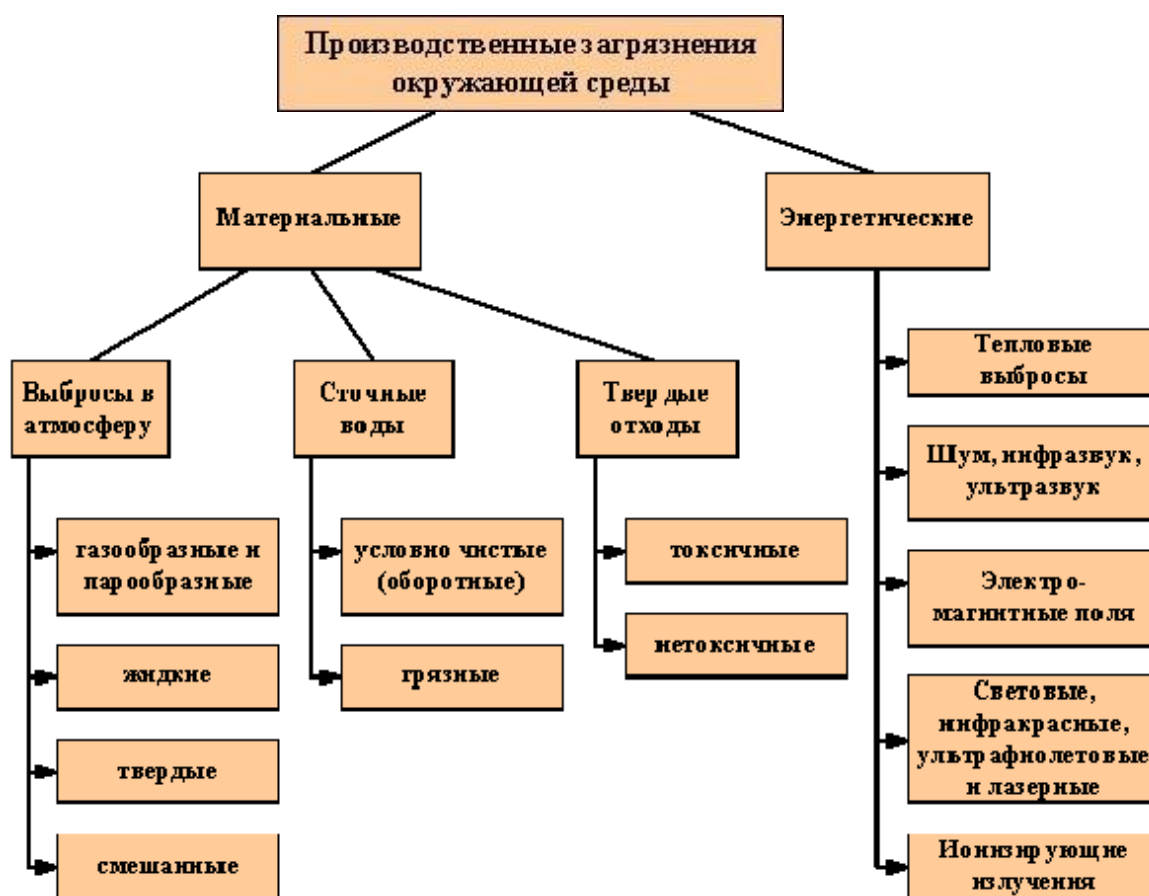 Производственные загрязнения
окружающей среды
Материальные
Энергетические
Выбросы в
атмосферу
Сточные
воды
Твердые
отходы
газообразные и
парообразные
жидкие
твердые
смешанные
условно чистые
(оборотные)
грязные
токсичные
нетоксичные
Тепловые
выбросы
Шум, инфразвук,
ультразвук
Электро-
магнитные поля
Световые,
инфракрасные,
ультрафиолетовые
и лазерные
Ионизирующие
излучения